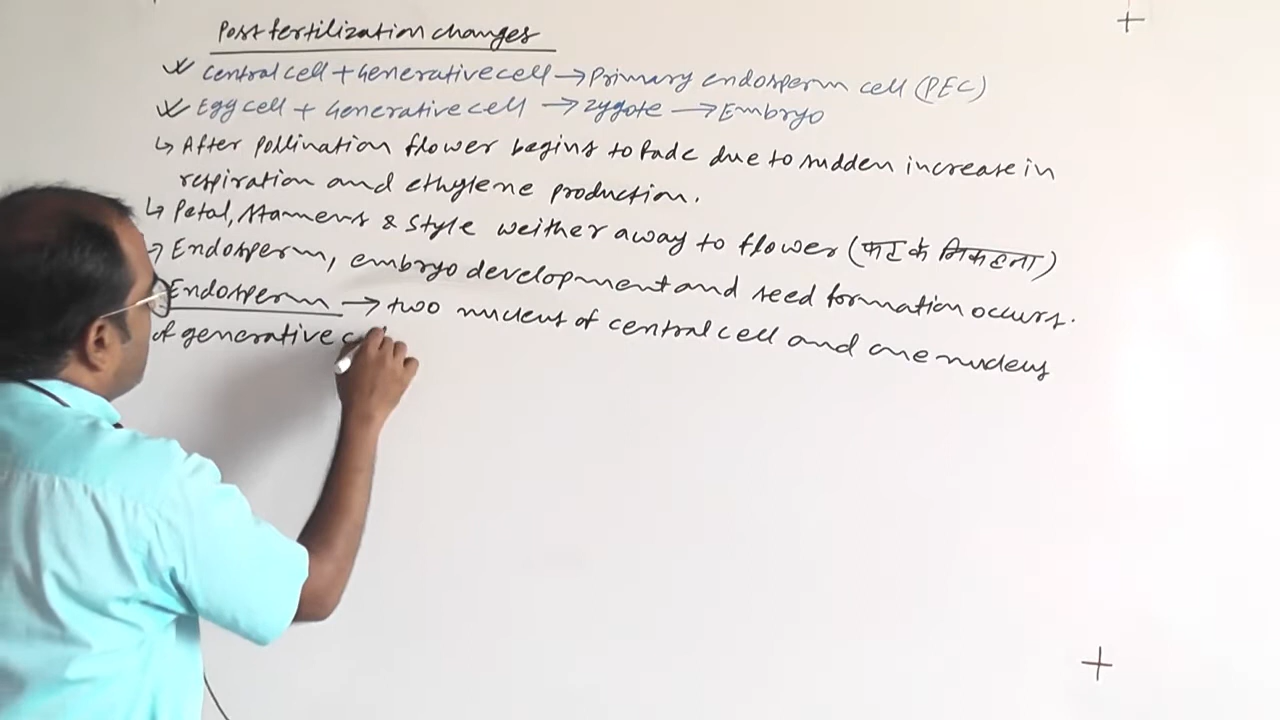 Post fertilization changes
Central cell + Generative cell → Primary endosperm cell (PEC)
Egg cell + Generative cell → zygote → Embryo
↳ After pollination flower begins to fade due to sudden increase in
respiration and ethylene production.
↳ Petal, stamens & style weither away to flower (कट के निकलना)
Endosperm, embryo development and seed formation occurs.
Endosperm → two nucleus of central cell and one nucleus
of generative